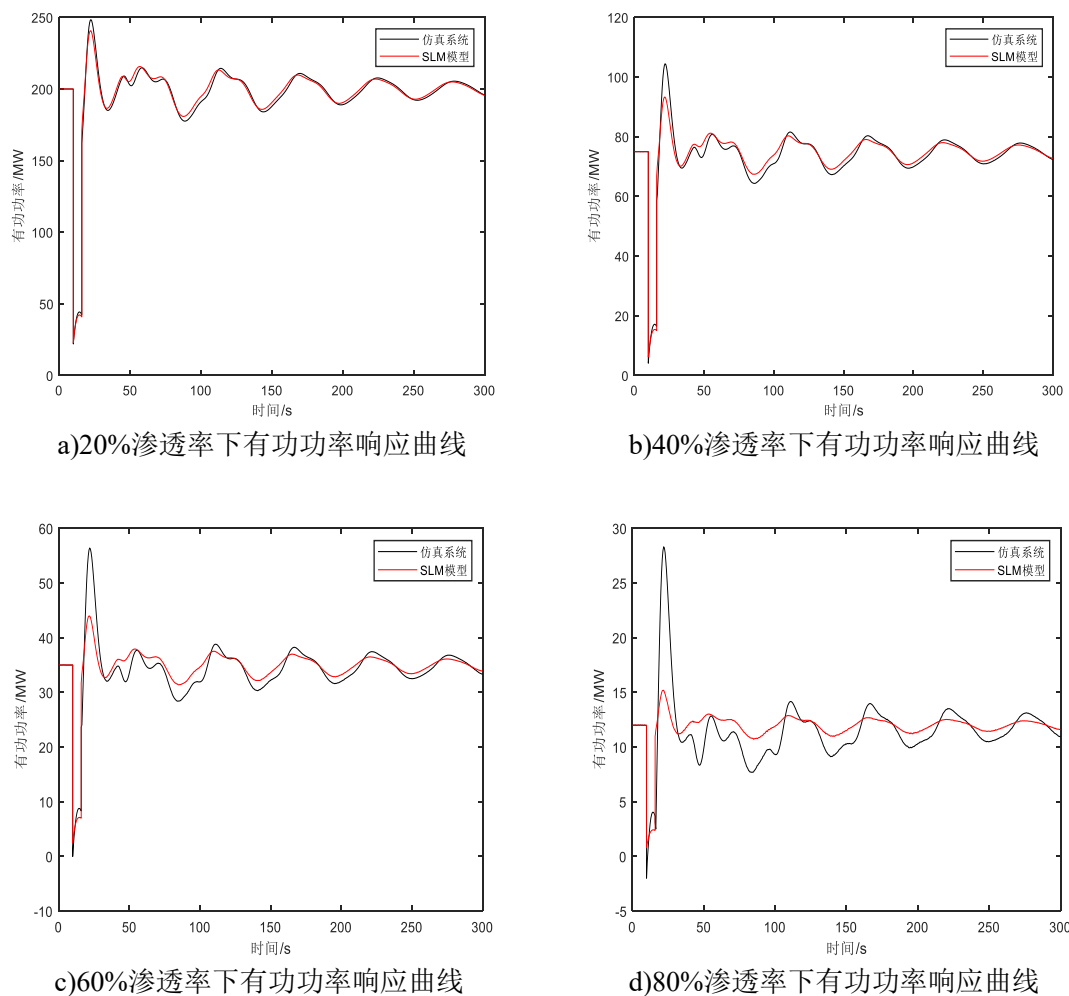 250
200
150
100
50
0
有功功率/MW
仿真系统
SLM模型
0 50 100 150 200 250 300
时间/s
a)20%渗透率下有功功率响应曲线
120
100
80
60
40
20
0
有功功率/MW
仿真系统
SLM模型
0 50 100 150 200 250 300
时间/s
b)40%渗透率下有功功率响应曲线
60
50
40
30
20
10
0
-10
有功功率/MW
仿真系统
SLM模型
0 50 100 150 200 250 300
时间/s
c)60%渗透率下有功功率响应曲线
30
25
20
15
10
5
0
-5
有功功率/MW
仿真系统
SLM模型
0 50 100 150 200 250 300
时间/s
d)80%渗透率下有功功率响应曲线